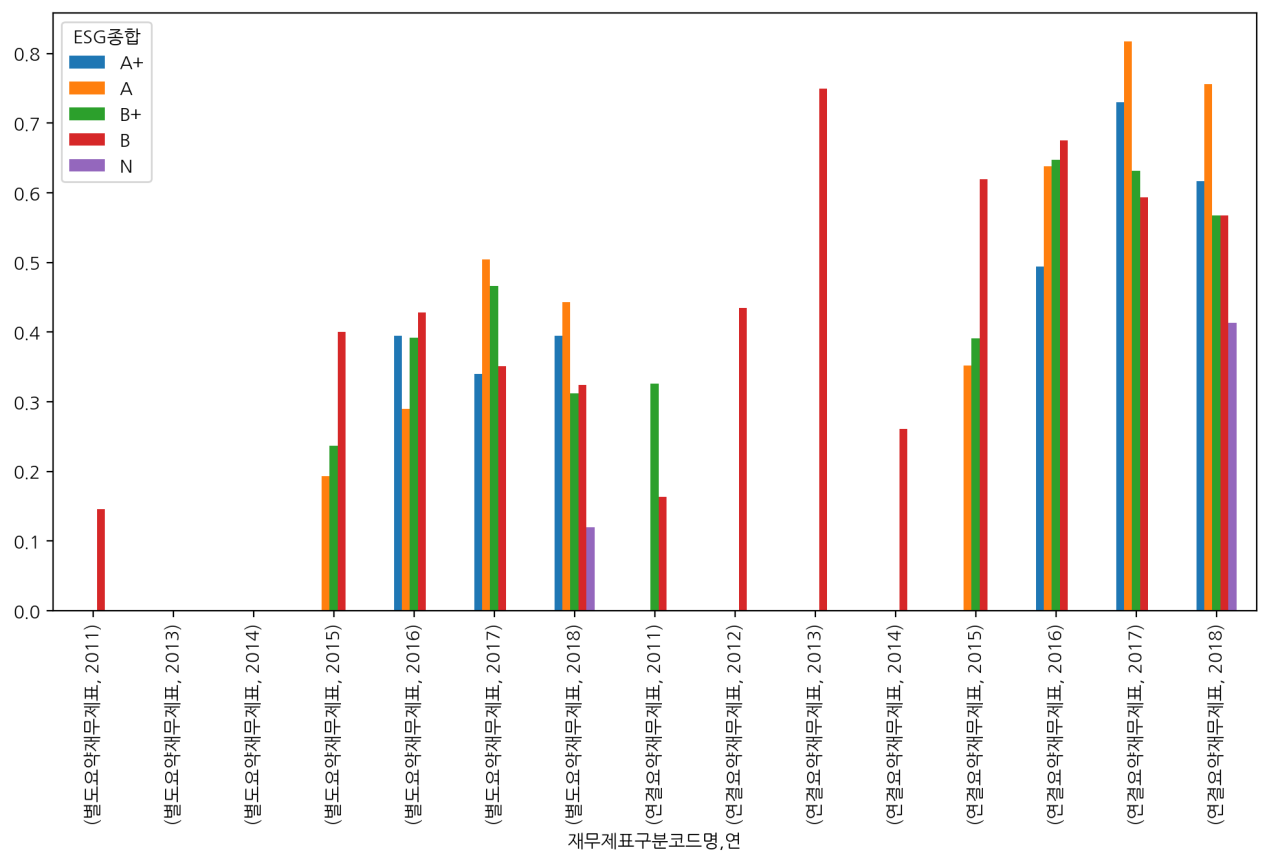 ESG종합
A+
A
B+
B
N
0.8
0.7
0.6
0.5
0.4
0.3
0.2
0.1
0.0
(별도요약재무제표, 2011)
(별도요약재무제표, 2013)
(별도요약재무제표, 2014)
(별도요약재무제표, 2015)
(별도요약재무제표, 2016)
(별도요약재무제표, 2017)
(별도요약재무제표, 2018)
(연결요약재무제표, 2011)
(연결요약재무제표, 2012)
(연결요약재무제표, 2013)
(연결요약재무제표, 2014)
(연결요약재무제표, 2015)
(연결요약재무제표, 2016)
(연결요약재무제표, 2017)
(연결요약재무제표, 2018)
재무제표구분코드명,연